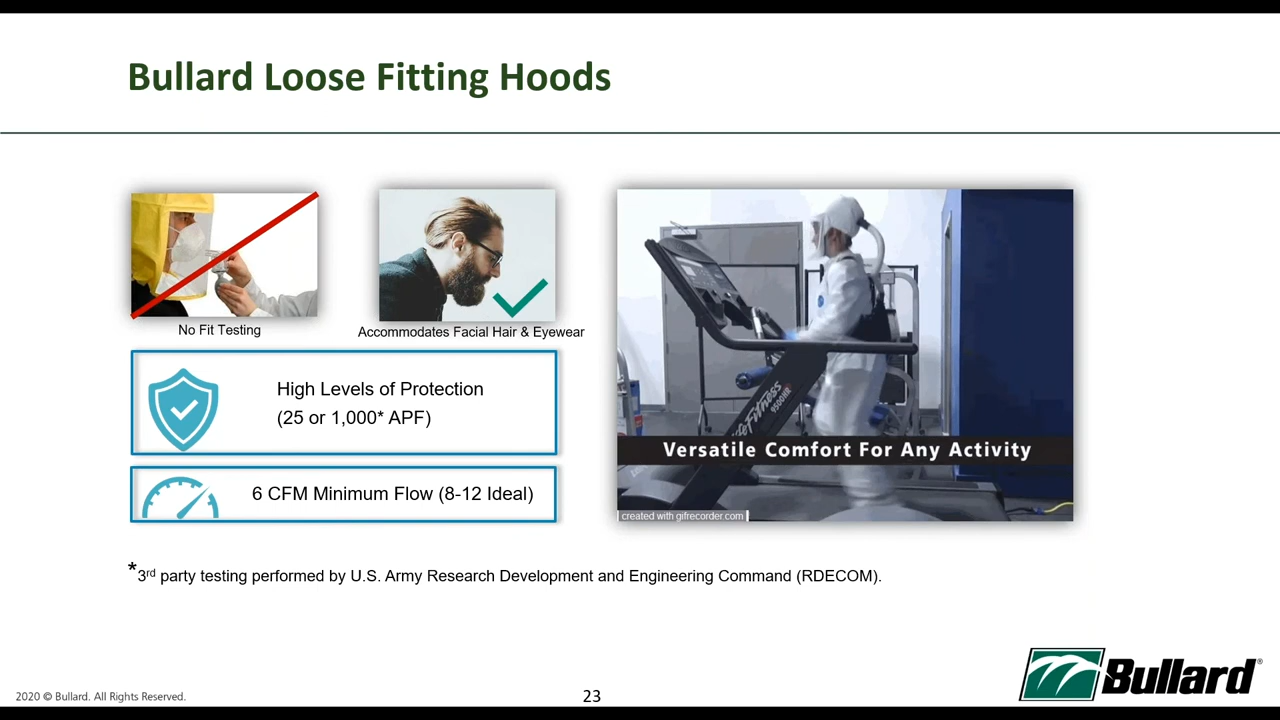 Bullard Loose Fitting Hoods
No Fit Testing
Accommodates Facial Hair & Eyewear
High Levels of Protection
(25 or 1,000* APF)
6 CFM Minimum Flow (8-12 Ideal)
LifeFitness
9500HR
Versatile Comfort For Any Activity
created with gifrecorder.com
*3rd party testing performed by U.S. Army Research Development and Engineering Command (RDECOM).
2020 © Bullard. All Rights Reserved.
23
Bullard®